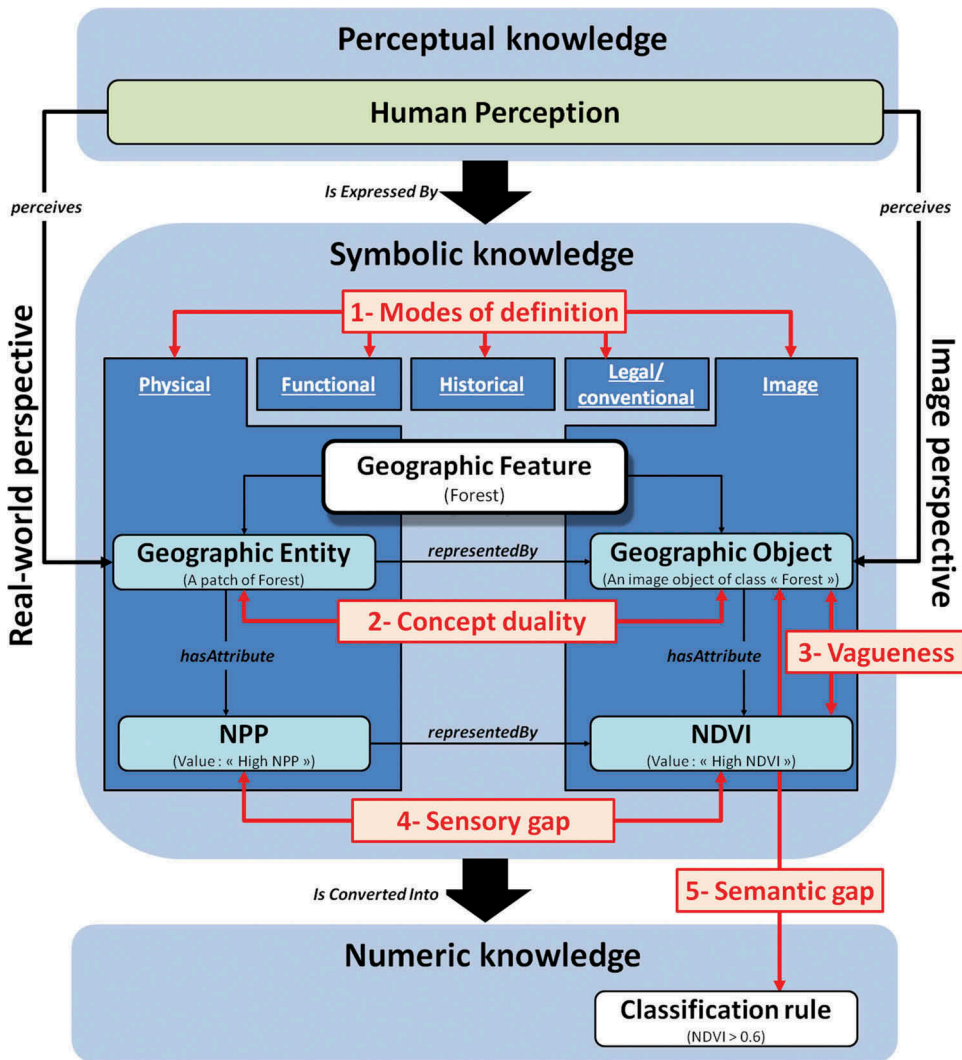 Perceptual knowledge
Human Perception
Is Expressed By
perceives
perceives
Symbolic knowledge
1- Modes of definition
Real-world perspective
Image perspective
Physical
Functional
Historical
Legal/
conventional
Image
Geographic Feature
(Forest)
Geographic Entity
(A patch of Forest)
representedBy
Geographic Object
(An image object of class « Forest »)
2- Concept duality
hasAttribute
hasAttribute
3- Vagueness
NPP
(Value : « High NPP »)
representedBy
NDVI
(Value : « High NDVI »)
4- Sensory gap
Is Converted Into
5- Semantic gap
Numeric knowledge
Classification rule
(NDVI > 0.6)